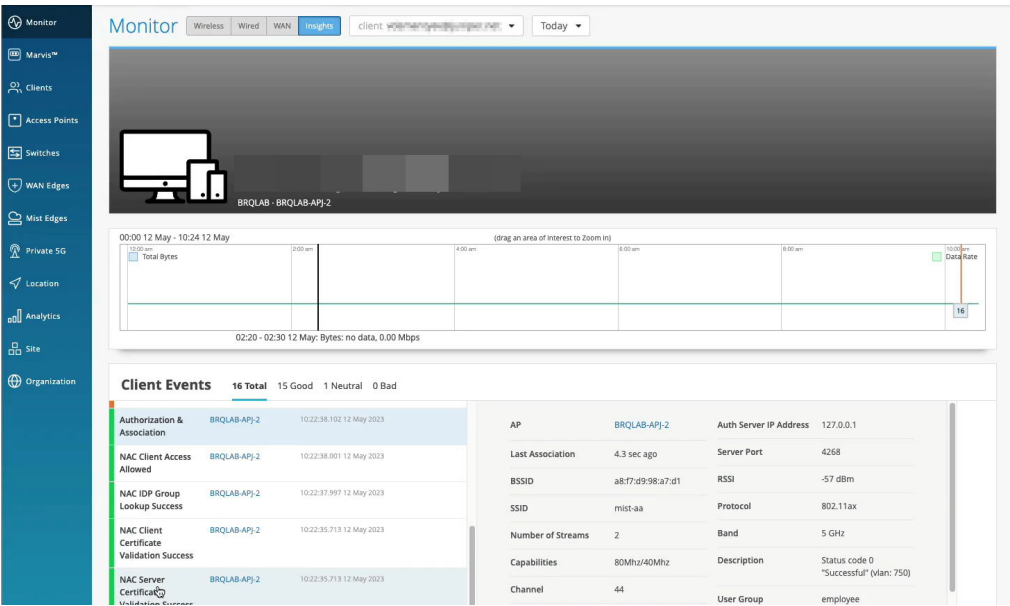 Monitor
Marvis™
Clients
Access Points
Switches
WAN Edges
Mist Edges
Private 5G
Location
Analytics
Site
Organization
Monitor Wireless Wired WAN Insights client Today
BRQLAB - BRQLAB-APJ-2
00:00 12 May - 10:24 12 May (drag an area of interest to Zoom in)
12:00 am 2:00 am 4:00 am 6:00 am 8:00 am 10:00 am
Total Bytes Data Rate
16
02:20 - 02:30 12 May: Bytes: no data, 0.00 Mbps
Client Events 16 Total 15 Good 1 Neutral 0 Bad
Authorization & BRQLAB-APJ-2 10:22:38.102 12 May 2023
Association
NAC Client Access BRQLAB-APJ-2 10:22:38.001 12 May 2023
Allowed
NAC IDP Group BRQLAB-APJ-2 10:22:37.997 12 May 2023
Lookup Success
NAC Client BRQLAB-APJ-2 10:22:35.713 12 May 2023
Certificate
Validation Success
NAC Server BRQLAB-APJ-2 10:22:35.713 12 May 2023
Certificate
Validation Success
AP BRQLAB-APJ-2 Auth Server IP Address 127.0.0.1
Last Association 4.3 sec ago Server Port 4268
BSSID a8:f7:d9:98:a7:d1 RSSI -57 dBm
SSID mist-aa Protocol 802.11ax
Number of Streams 2 Band 5 GHz
Capabilities 80Mhz/40Mhz Description Status code 0
"Successful" (vlan: 750)
Channel 44 User Group employee